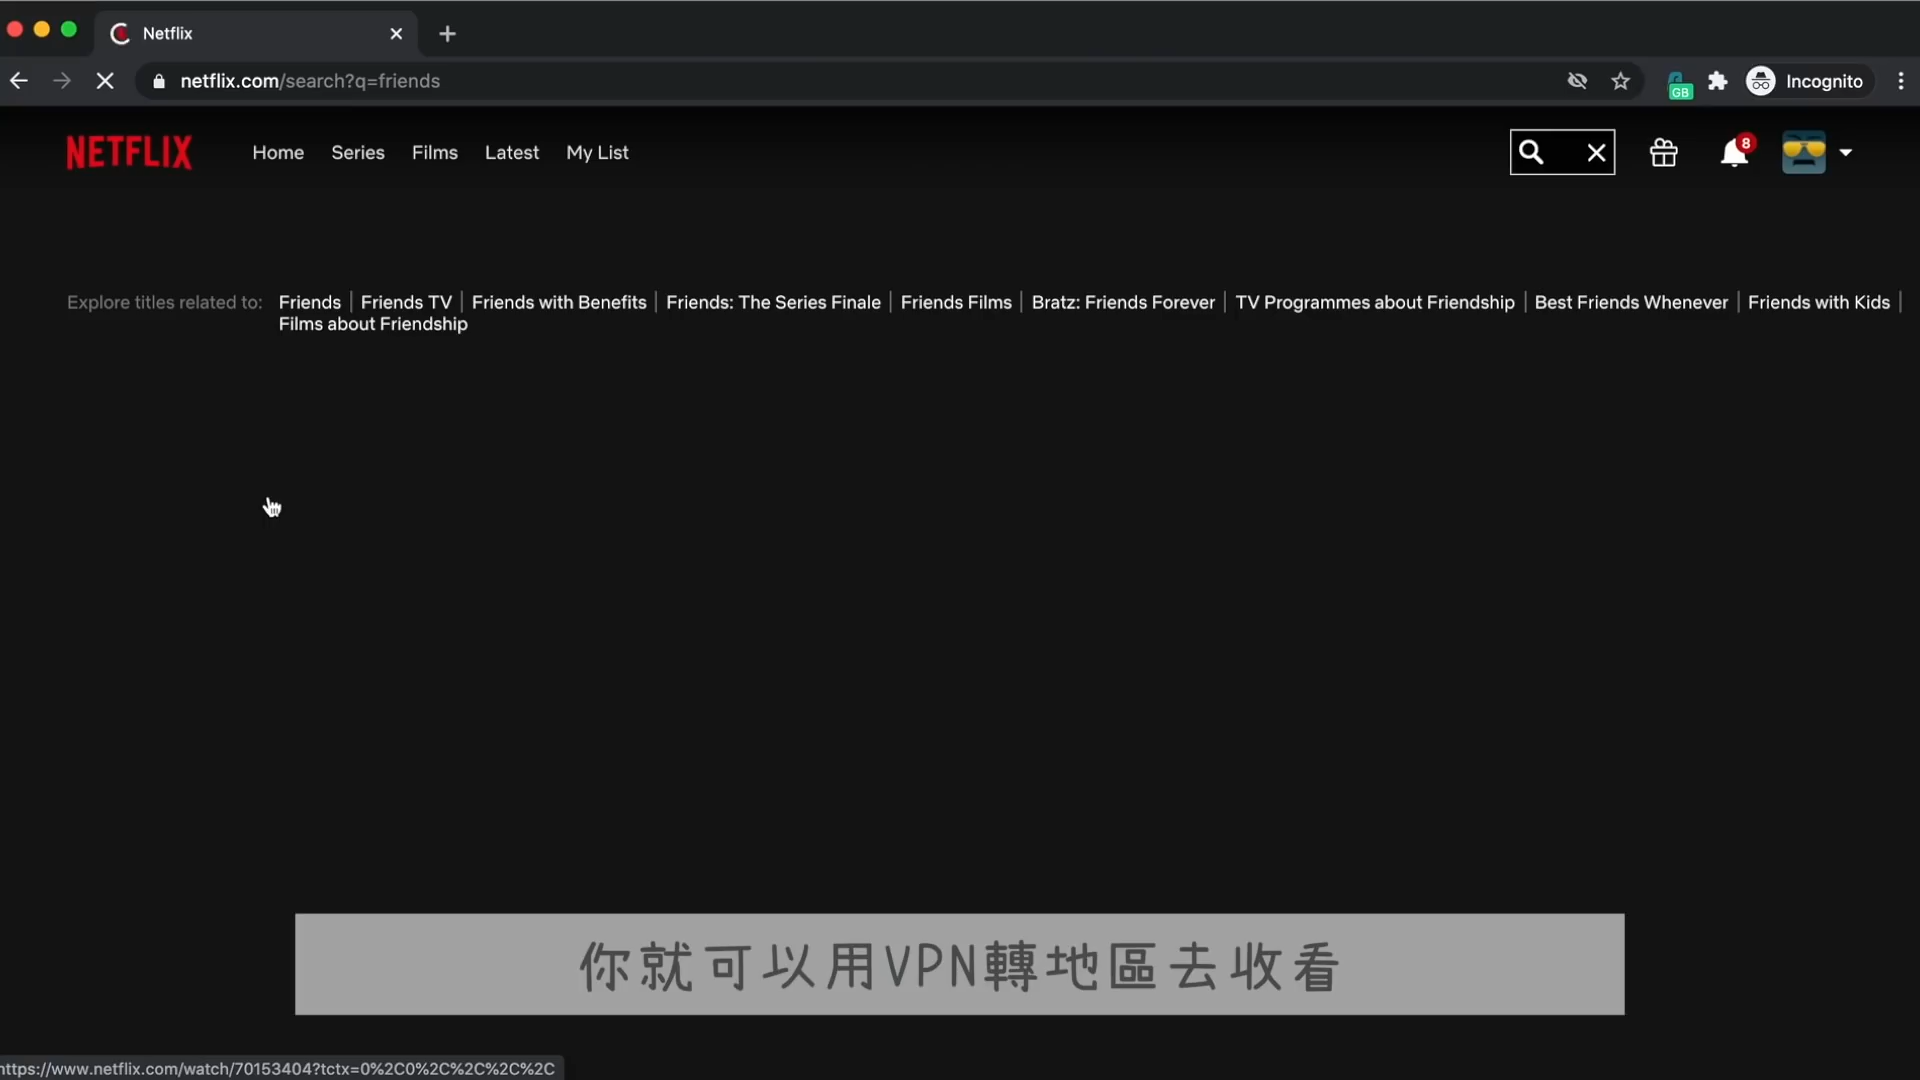 Netflix
netflix.com/search?q=friends
GB
Incognito
NETFLIX
Home
Series
Films
Latest
My List
8
Explore titles related to: Friends | Friends TV | Friends with Benefits | Friends: The Series Finale | Friends Films | Bratz: Friends Forever | TV Programmes about Friendship | Best Friends Whenever | Friends with Kids |
Films about Friendship
你就可以用VPN轉地區去收看
https://www.netflix.com/watch/70153404?tctx=0%2C0%2C%2C%2C%2C